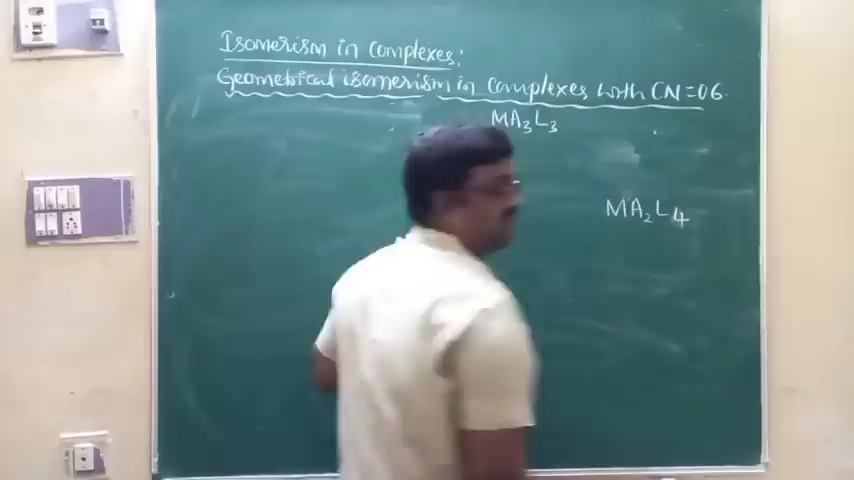 Isomerism in complexes:
Geometrical isomerism in complexes with CN=06
MA₃L₃
MA₂L₄